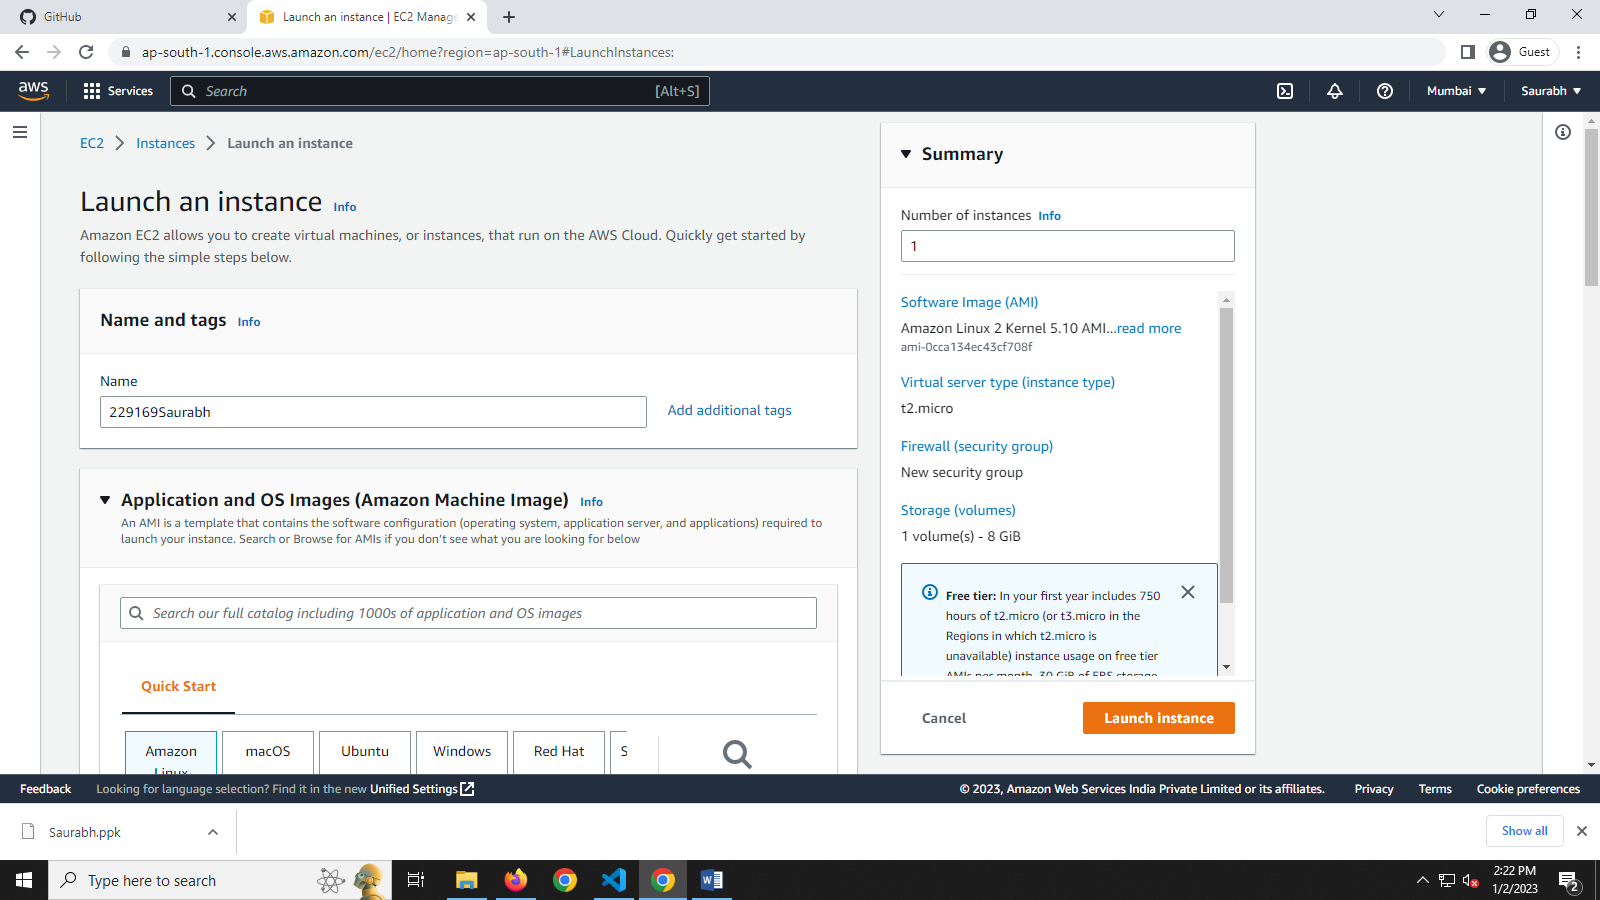 GitHub
Launch an instance | EC2 Manage
ap-south-1.console.aws.amazon.com/ec2/home?region=ap-south-1#LaunchInstances:
Guest
aws
Services
Search
[Alt+S]
Mumbai
Saurabh
EC2
Instances
Launch an instance
Launch an instance Info
Amazon EC2 allows you to create virtual machines, or instances, that run on the AWS Cloud. Quickly get started by
following the simple steps below.
Name and tags Info
Name
229169Saurabh
Add additional tags
Application and OS Images (Amazon Machine Image) Info
An AMI is a template that contains the software configuration (operating system, application server, and applications) required to
launch your instance. Search or Browse for AMIs if you don't see what you are looking for below
Search our full catalog including 1000s of application and OS images
Quick Start
Amazon
Linux
macOS
Ubuntu
Windows
Red Hat
S
Summary
Number of instances Info
1
Software Image (AMI)
Amazon Linux 2 Kernel 5.10 AMI...read more
ami-0cca134ec43cf708f
Virtual server type (instance type)
t2.micro
Firewall (security group)
New security group
Storage (volumes)
1 volume(s) - 8 GiB
Free tier: In your first year includes 750
hours of t2.micro (or t3.micro in the
Regions in which t2.micro is
unavailable) instance usage on free tier
AMIs per month, 30 GiB of EBS storage,
Cancel
Launch instance
Feedback
Looking for language selection? Find it in the new Unified Settings
© 2023, Amazon Web Services India Private Limited or its affiliates.
Privacy
Terms
Cookie preferences
Saurabh.ppk
Show all
Type here to search
2:22 PM
1/2/2023
2